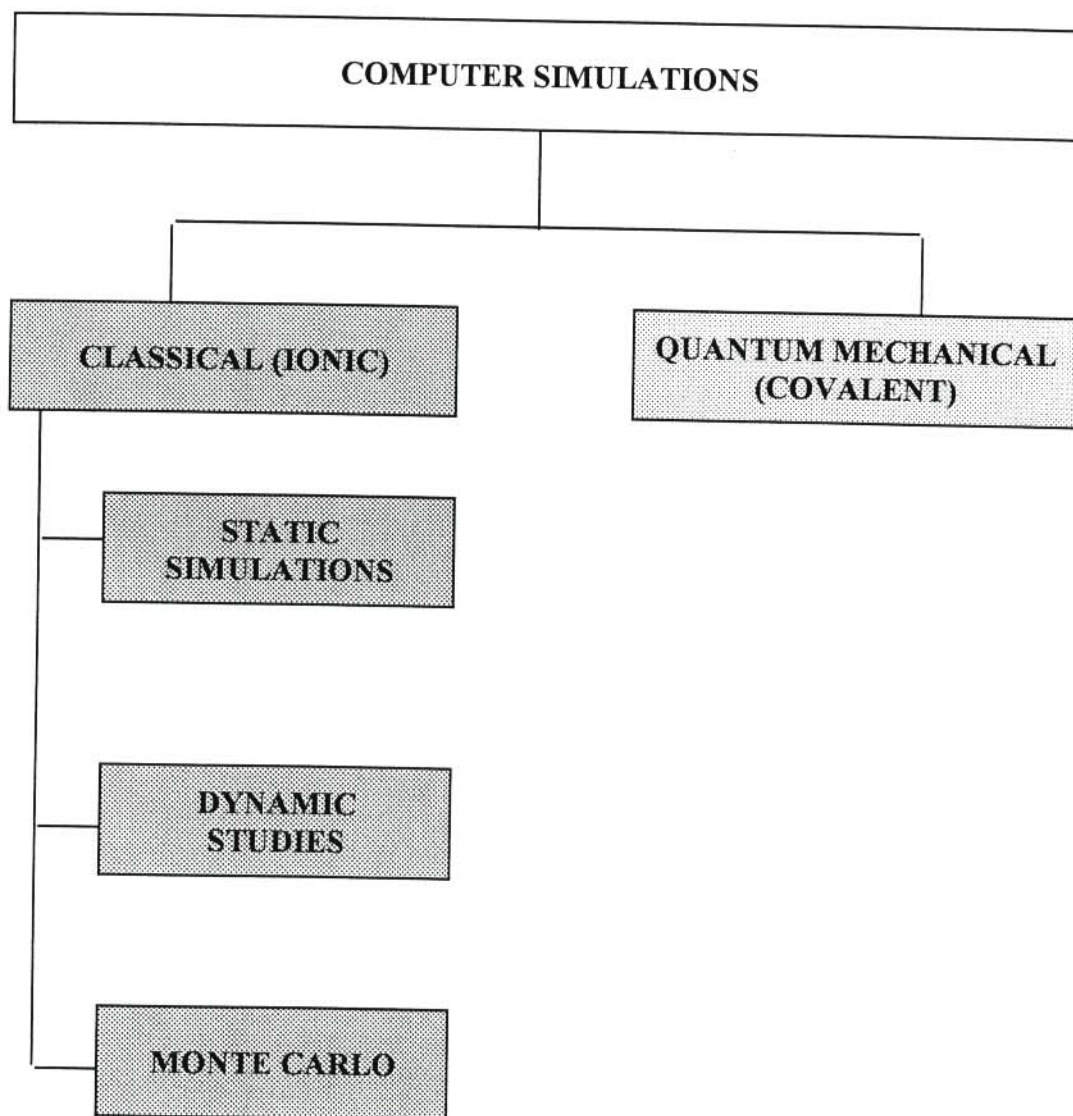 COMPUTER SIMULATIONS
CLASSICAL (IONIC)
QUANTUM MECHANICAL
(COVALENT)
STATIC
SIMULATIONS
DYNAMIC
STUDIES
MONTE CARLO